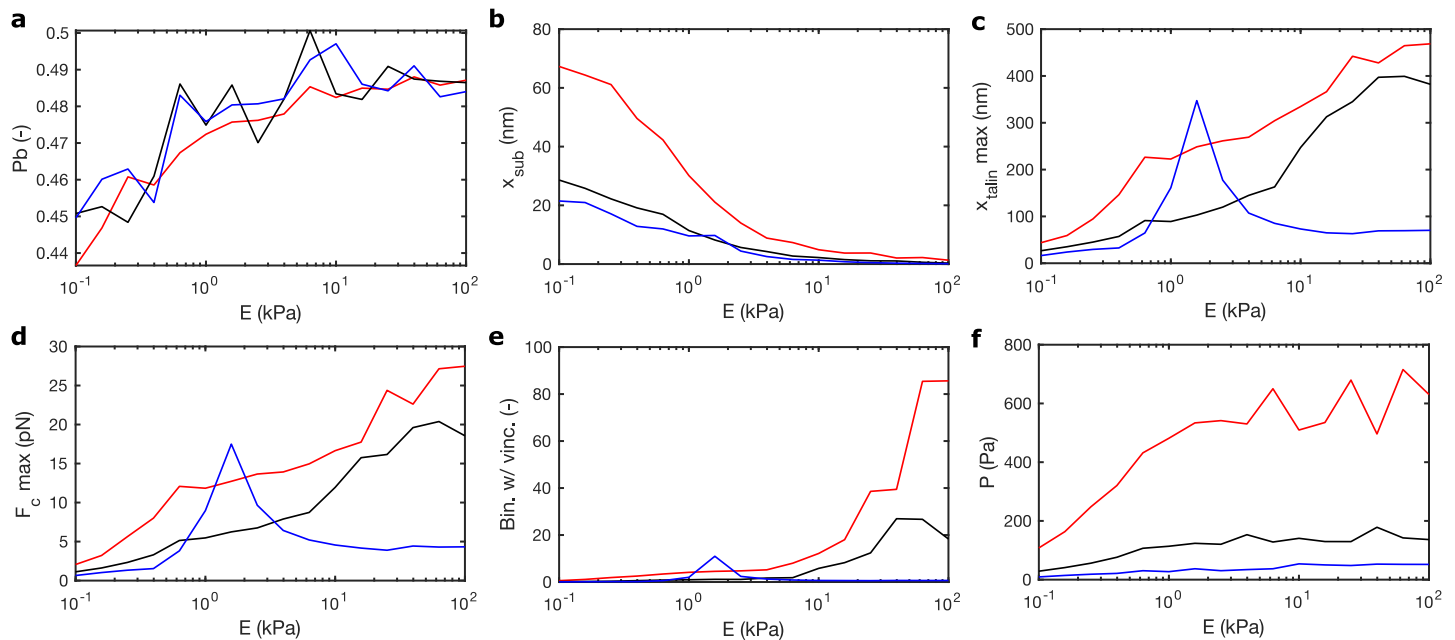 a
0.5
0.49
0.48
0.47
0.46
0.45
0.44
Pb (-)
10^-1 10^0 10^1 10^2
E (kPa)
b
80
60
40
20
0
x_sub (nm)
10^-1 10^0 10^1 10^2
E (kPa)
c
500
400
300
200
100
0
x_talin max (nm)
10^-1 10^0 10^1 10^2
E (kPa)
d
30
25
20
15
10
5
0
F_c max (pN)
10^-1 10^0 10^1 10^2
E (kPa)
e
100
80
60
40
20
0
Bin. w/ vinc. (-)
10^-1 10^0 10^1 10^2
E (kPa)
f
800
600
400
200
0
P (Pa)
10^-1 10^0 10^1 10^2
E (kPa)